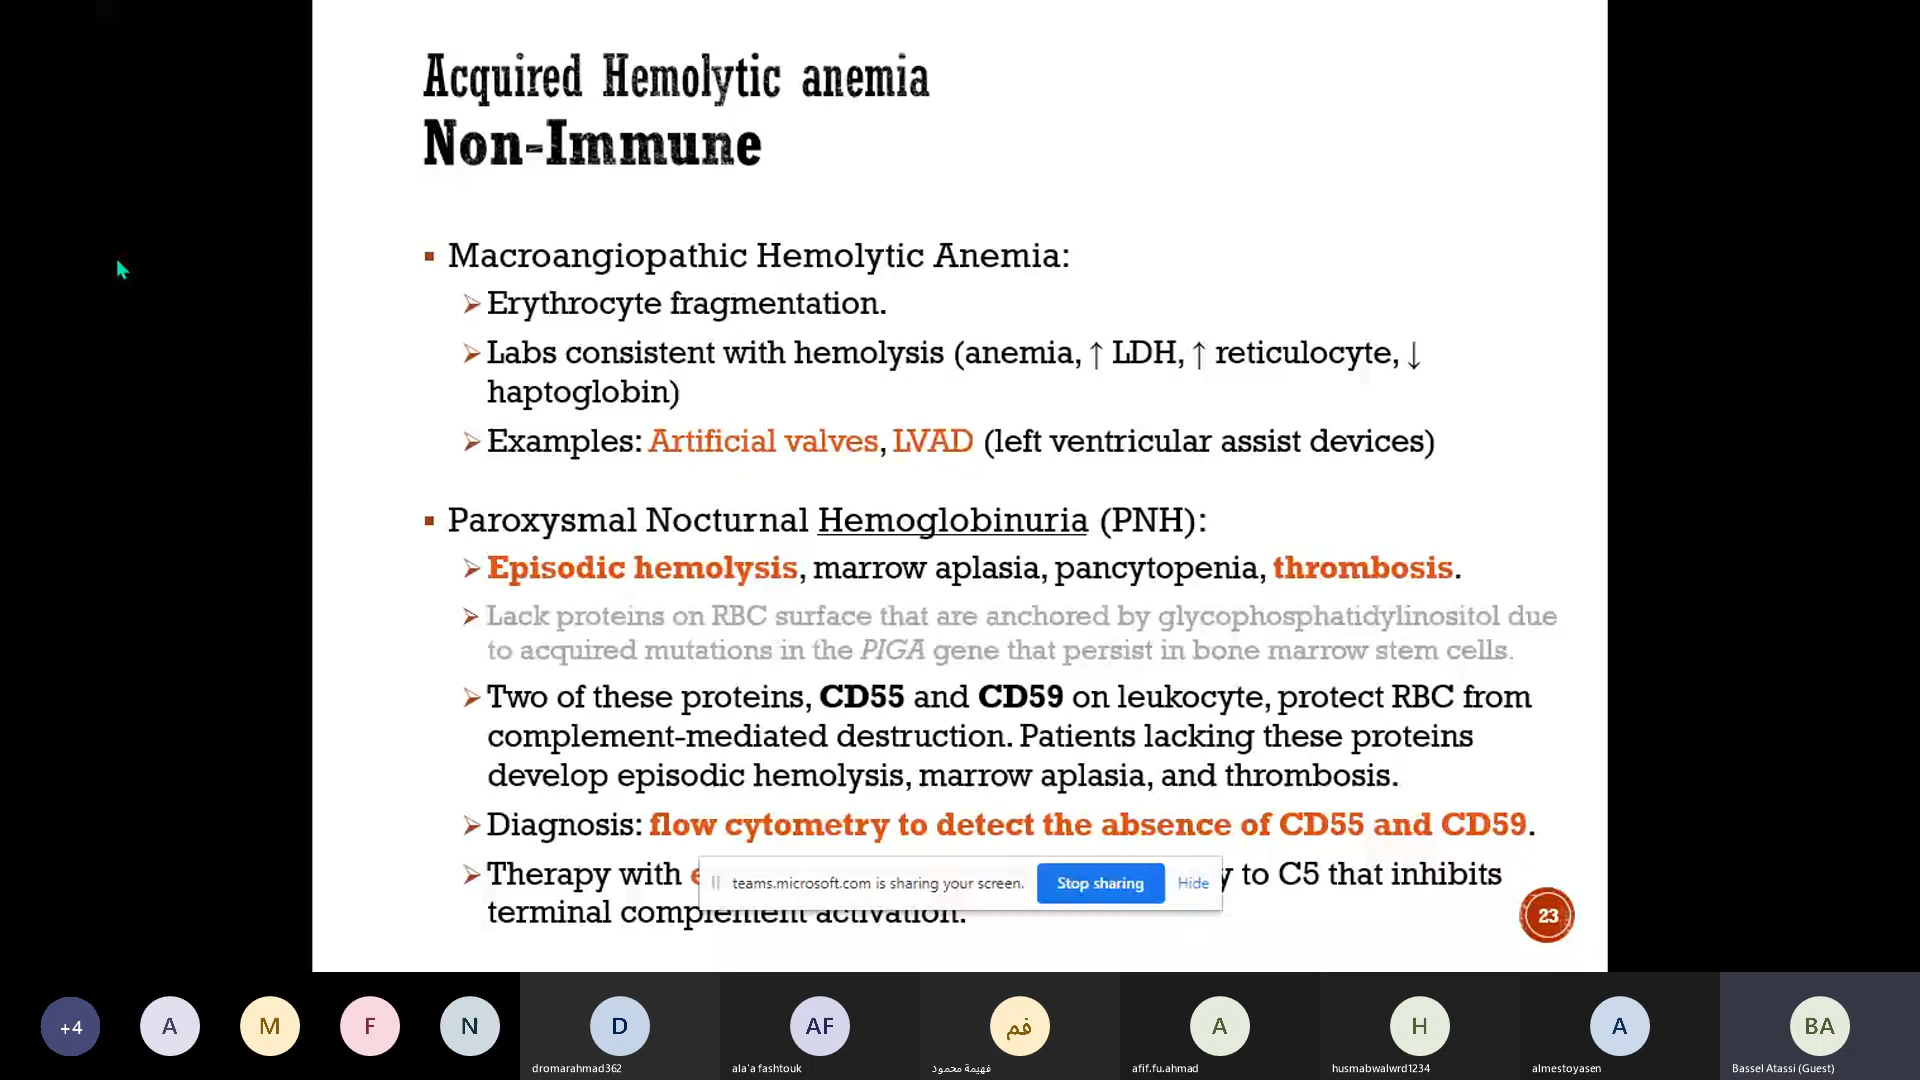 Acquired Hemolytic anemia
Non-Immune
▪ Macroangiopathic Hemolytic Anemia:
➢ Erythrocyte fragmentation.
➢ Labs consistent with hemolysis (anemia, ↑ LDH, ↑ reticulocyte, ↓
haptoglobin)
➢ Examples: Artificial valves, LVAD (left ventricular assist devices)
▪ Paroxysmal Nocturnal Hemoglobinuria (PNH):
➢ Episodic hemolysis, marrow aplasia, pancytopenia, thrombosis.
➢ Lack proteins on RBC surface that are anchored by glycophosphatidylinositol due
to acquired mutations in the PIGA gene that persist in bone marrow stem cells.
➢ Two of these proteins, CD55 and CD59 on leukocyte, protect RBC from
complement-mediated destruction. Patients lacking these proteins
develop episodic hemolysis, marrow aplasia, and thrombosis.
➢ Diagnosis: flow cytometry to detect the absence of CD55 and CD59.
➢ Therapy with to C5 that inhibits
terminal complement activation.
teams.microsoft.com is sharing your screen. Stop sharing Hide
23
+4 A M F N D AF فم A H A BA
dromarahmad362 ala'a fashtouk فهيمة محمود afif.fu.ahmad husmabwalwrd1234 almestoyasen Bassel Atassi (Guest)